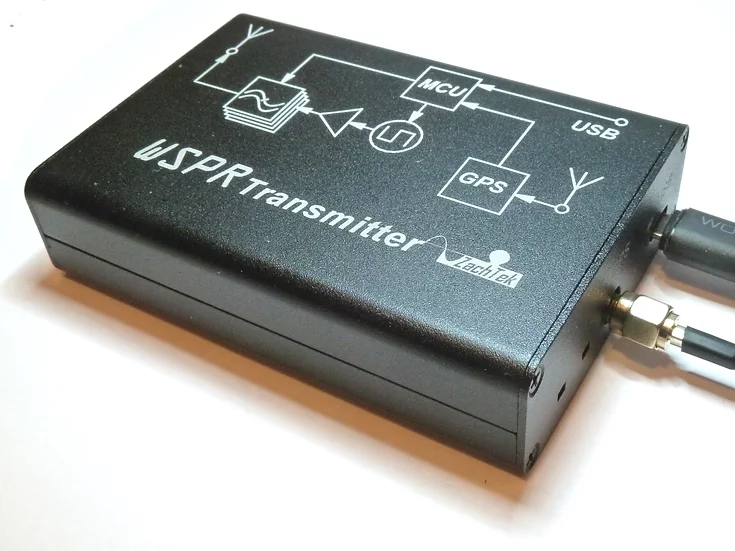 MCU
USB
GPS
WSPR Transmitter
ZachTek